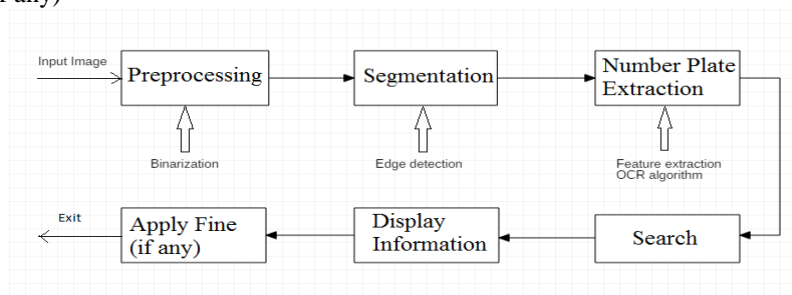 Input Image
Preprocessing
Segmentation
Number Plate
Extraction
Binarization
Edge detection
Feature extraction
OCR algorithm
Exit
Apply Fine
(if any)
Display
Information
Search